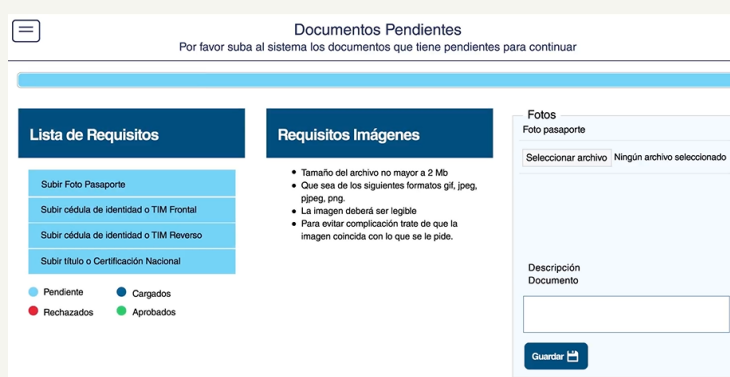 Documentos Pendientes
Por favor suba al sistema los documentos que tiene pendientes para continuar
Lista de Requisitos
Subir Foto Pasaporte
Subir cédula de identidad o TIM Frontal
Subir cédula de identidad o TIM Reverso
Subir título o Certificación Nacional
Pendiente
Cargados
Rechazados
Aprobados
Requisitos Imágenes
Tamaño del archivo no mayor a 2 Mb
Que sea de los siguientes formatos gif, jpeg,
pjpeg, png.
La imagen deberá ser legible
Para evitar complicación trate de que la
imagen coincida con lo que se le pide.
Fotos
Foto pasaporte
Seleccionar archivo Ningún archivo seleccionado
Descripción
Documento
Guardar